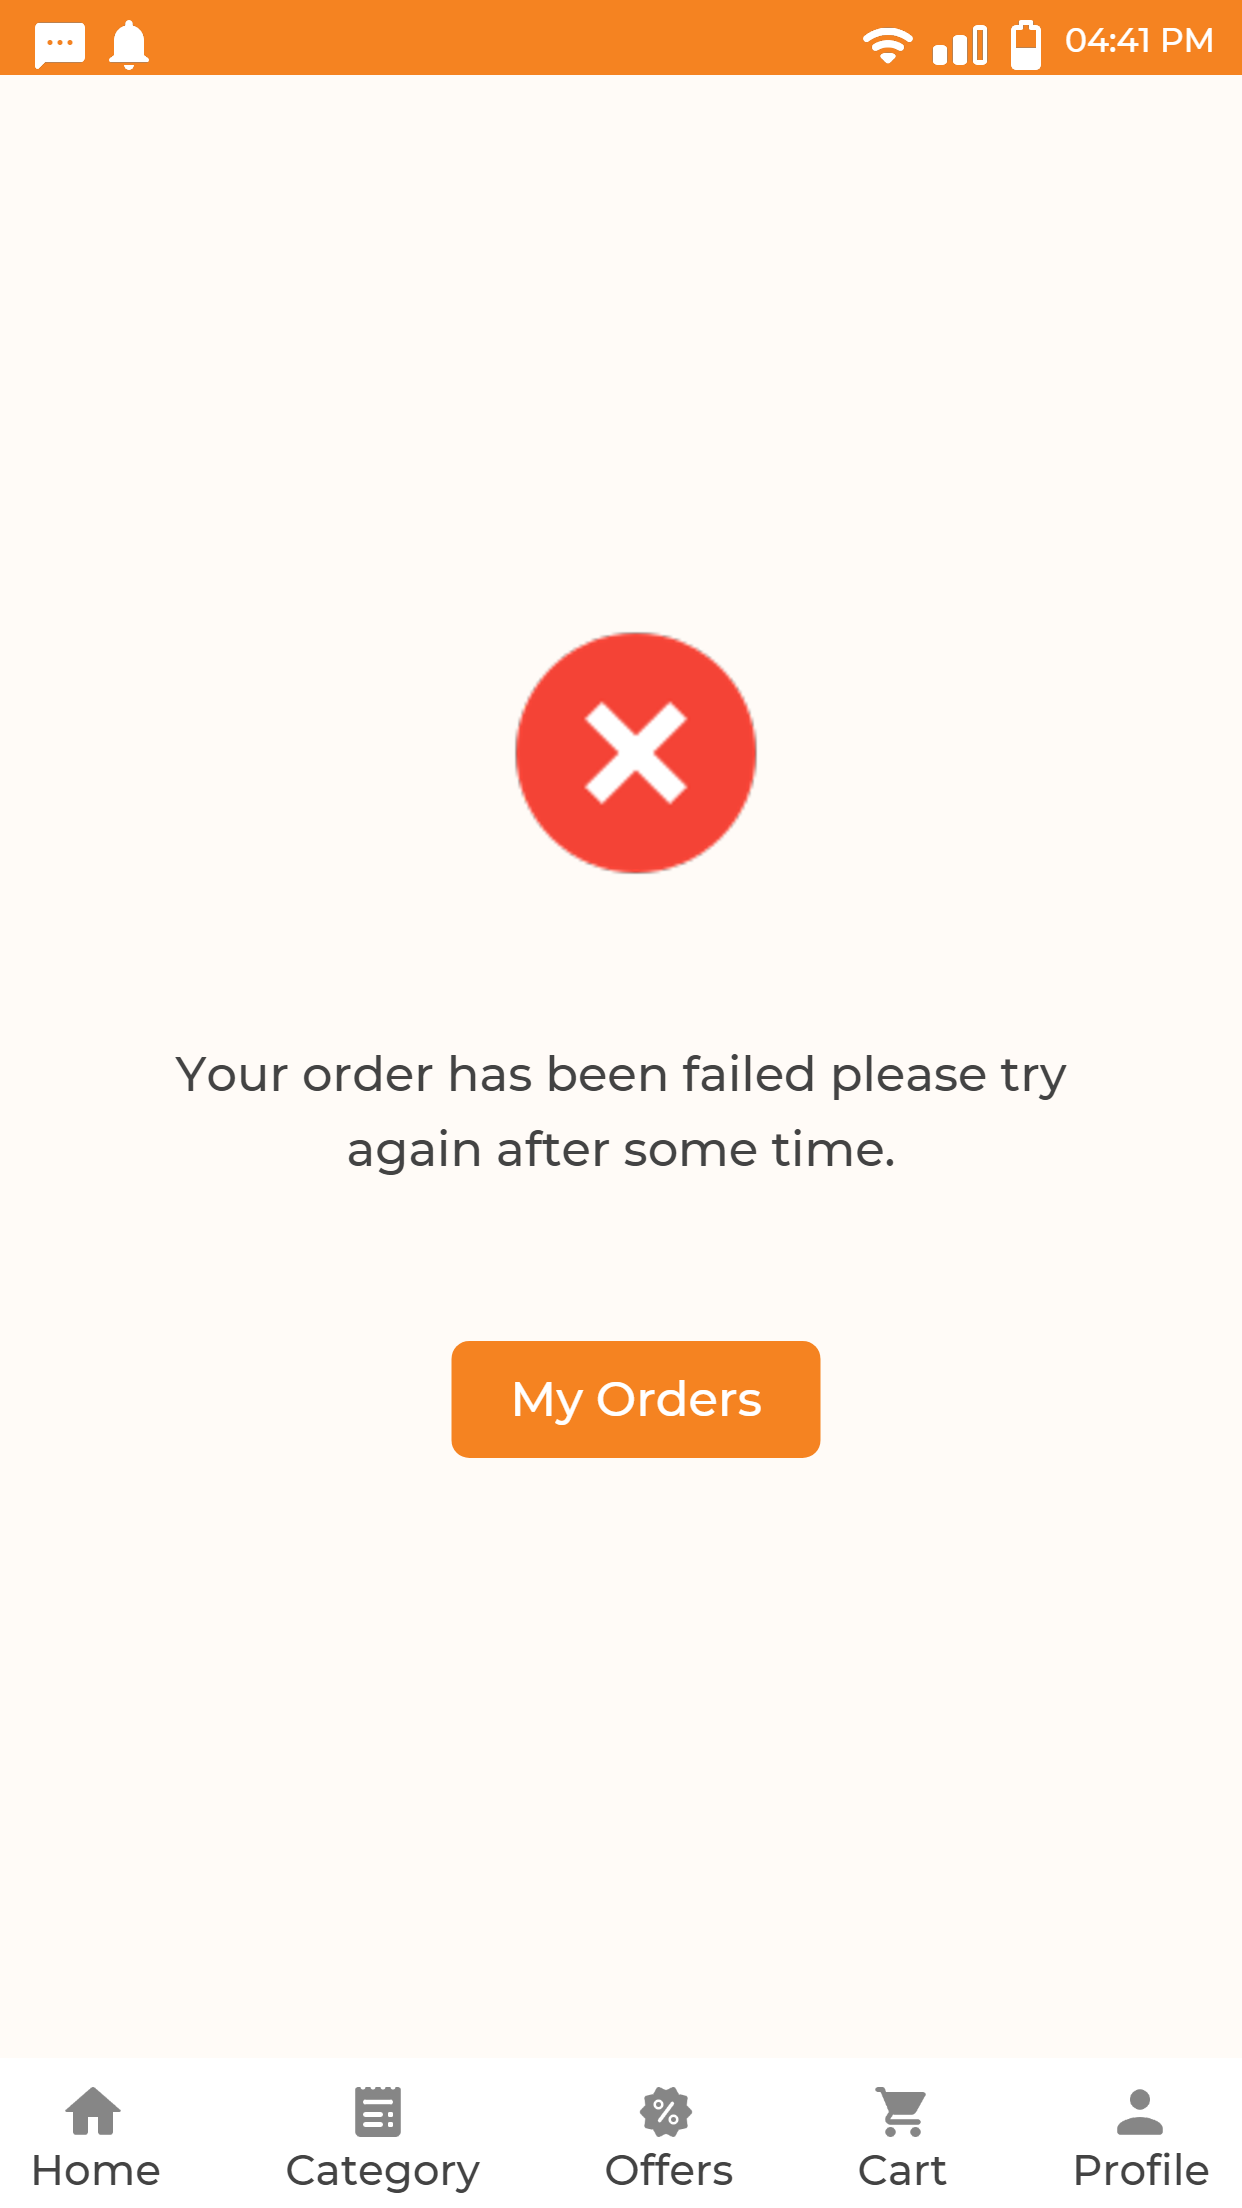 04:41 PM
Your order has been failed please try
again after some time.
My Orders
Home Category Offers Cart Profile